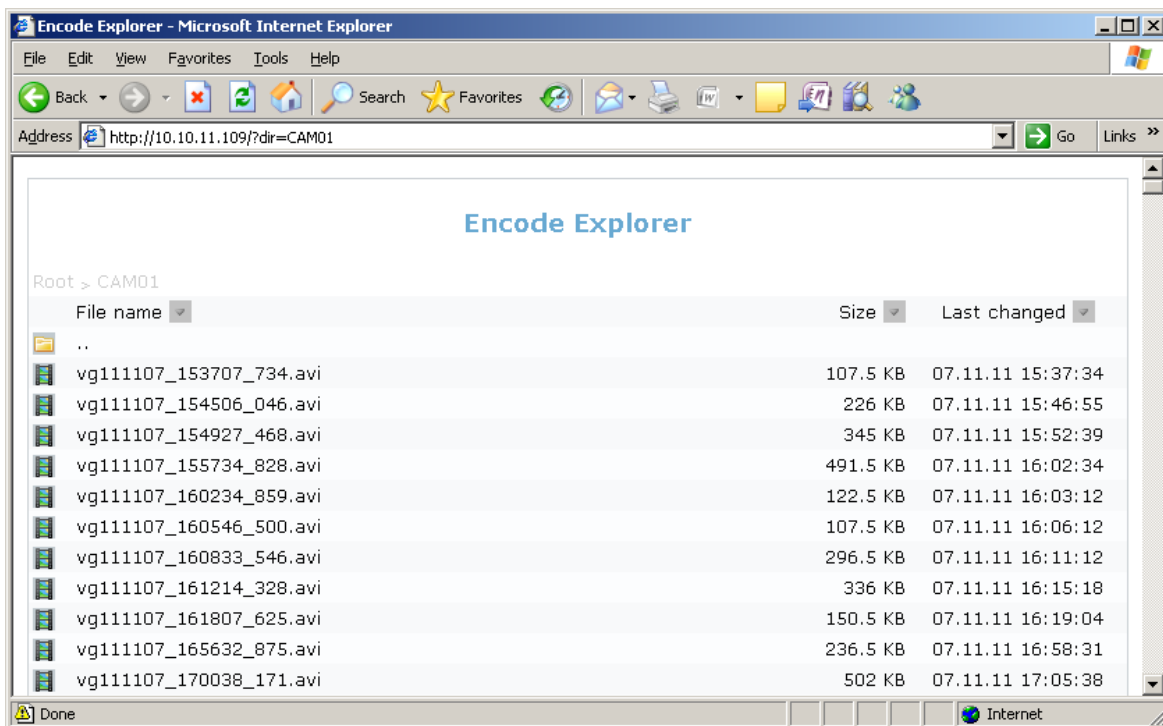 Encode Explorer - Microsoft Internet Explorer
File Edit View Favorites Tools Help
Back Search Favorites
Address http://10.10.11.109/?dir=CAM01 Go Links »
Encode Explorer
Root > CAM01
File name Size Last changed
..
vg111107_153707_734.avi 107.5 KB 07.11.11 15:37:34
vg111107_154506_046.avi 226 KB 07.11.11 15:46:55
vg111107_154927_468.avi 345 KB 07.11.11 15:52:39
vg111107_155734_828.avi 491.5 KB 07.11.11 16:02:34
vg111107_160234_859.avi 122.5 KB 07.11.11 16:03:12
vg111107_160546_500.avi 107.5 KB 07.11.11 16:06:12
vg111107_160833_546.avi 296.5 KB 07.11.11 16:11:12
vg111107_161214_328.avi 336 KB 07.11.11 16:15:18
vg111107_161807_625.avi 150.5 KB 07.11.11 16:19:04
vg111107_165632_875.avi 236.5 KB 07.11.11 16:58:31
vg111107_170038_171.avi 502 KB 07.11.11 17:05:38
Done Internet